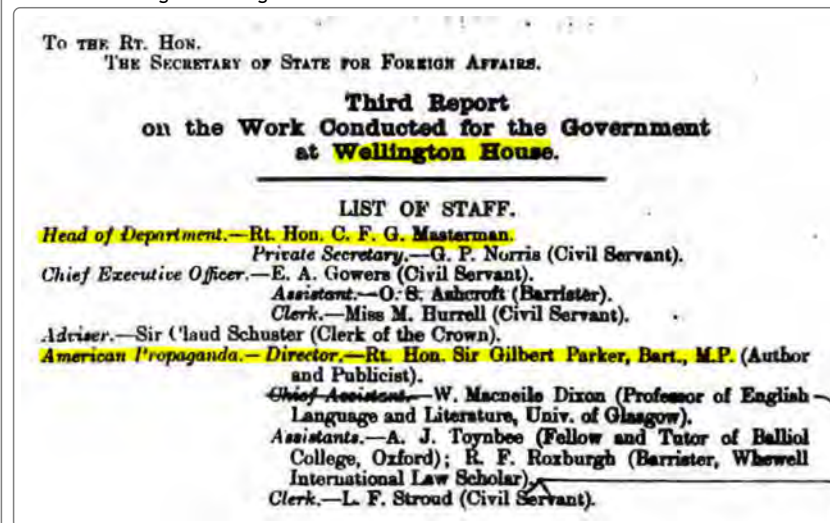 To the Rt. Hon.
The Secretary of State for Foreign Affairs.
Third Report
on the Work Conducted for the Government
at Wellington House.
LIST OF STAFF.
Head of Department.—Rt. Hon. C. F. G. Masterman.
Private Secretary.—G. P. Norris (Civil Servant).
Chief Executive Officer.—E. A. Gowers (Civil Servant).
Assistant.—O. S. Ashcroft (Barrister).
Clerk.—Miss M. Hurrell (Civil Servant).
Adviser.—Sir Claud Schuster (Clerk of the Crown).
American Propaganda.—Director.—Rt. Hon. Sir Gilbert Parker, Bart., M.P. (Author
and Publicist).
Chief Assistant.—W. Macneile Dixon (Professor of English
Language and Literature, Univ. of Glasgow).
Assistants.—A. J. Toynbee (Fellow and Tutor of Balliol
College, Oxford); R. F. Roxburgh (Barrister, Whewell
International Law Scholar).
Clerk.—L. F. Stroud (Civil Servant).